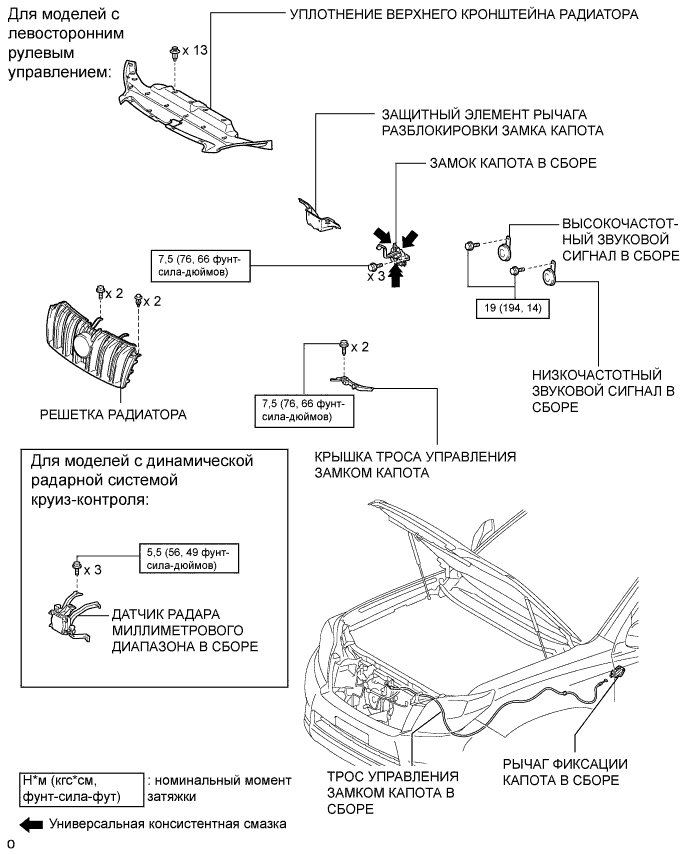 Для моделей с
левосторонним
рулевым
управлением:
УПЛОТНЕНИЕ ВЕРХНЕГО КРОНШТЕЙНА РАДИАТОРА
x 13
ЗАЩИТНЫЙ ЭЛЕМЕНТ РЫЧАГА
РАЗБЛОКИРОВКИ ЗАМКА КАПОТА
ЗАМОК КАПОТА В СБОРЕ
ВЫСОКОЧАСТОТ-
НЫЙ ЗВУКОВОЙ
СИГНАЛ В СБОРЕ
7,5 (76, 66 фунт-
сила-дюймов)
x 3
19 (194, 14)
x 2
x 2
x 2
НИЗКОЧАСТОТНЫЙ
ЗВУКОВОЙ СИГНАЛ В
СБОРЕ
7,5 (76, 66 фунт-
сила-дюймов)
РЕШЕТКА РАДИАТОРА
КРЫШКА ТРОСА УПРАВЛЕНИЯ
ЗАМКОМ КАПОТА
Для моделей с динамической
радарной системой
круиз-контроля:
5,5 (56, 49 фунт-
сила-дюймов)
x 3
ДАТЧИК РАДАРА
МИЛЛИМЕТРОВОГО
ДИАПАЗОНА В СБОРЕ
РЫЧАГ ФИКСАЦИИ
КАПОТА В СБОРЕ
ТРОС УПРАВЛЕНИЯ
ЗАМКОМ КАПОТА В
СБОРЕ
Н*м (кгс*см,
фунт-сила-фут)
: номинальный момент
затяжки
Универсальная консистентная смазка
O